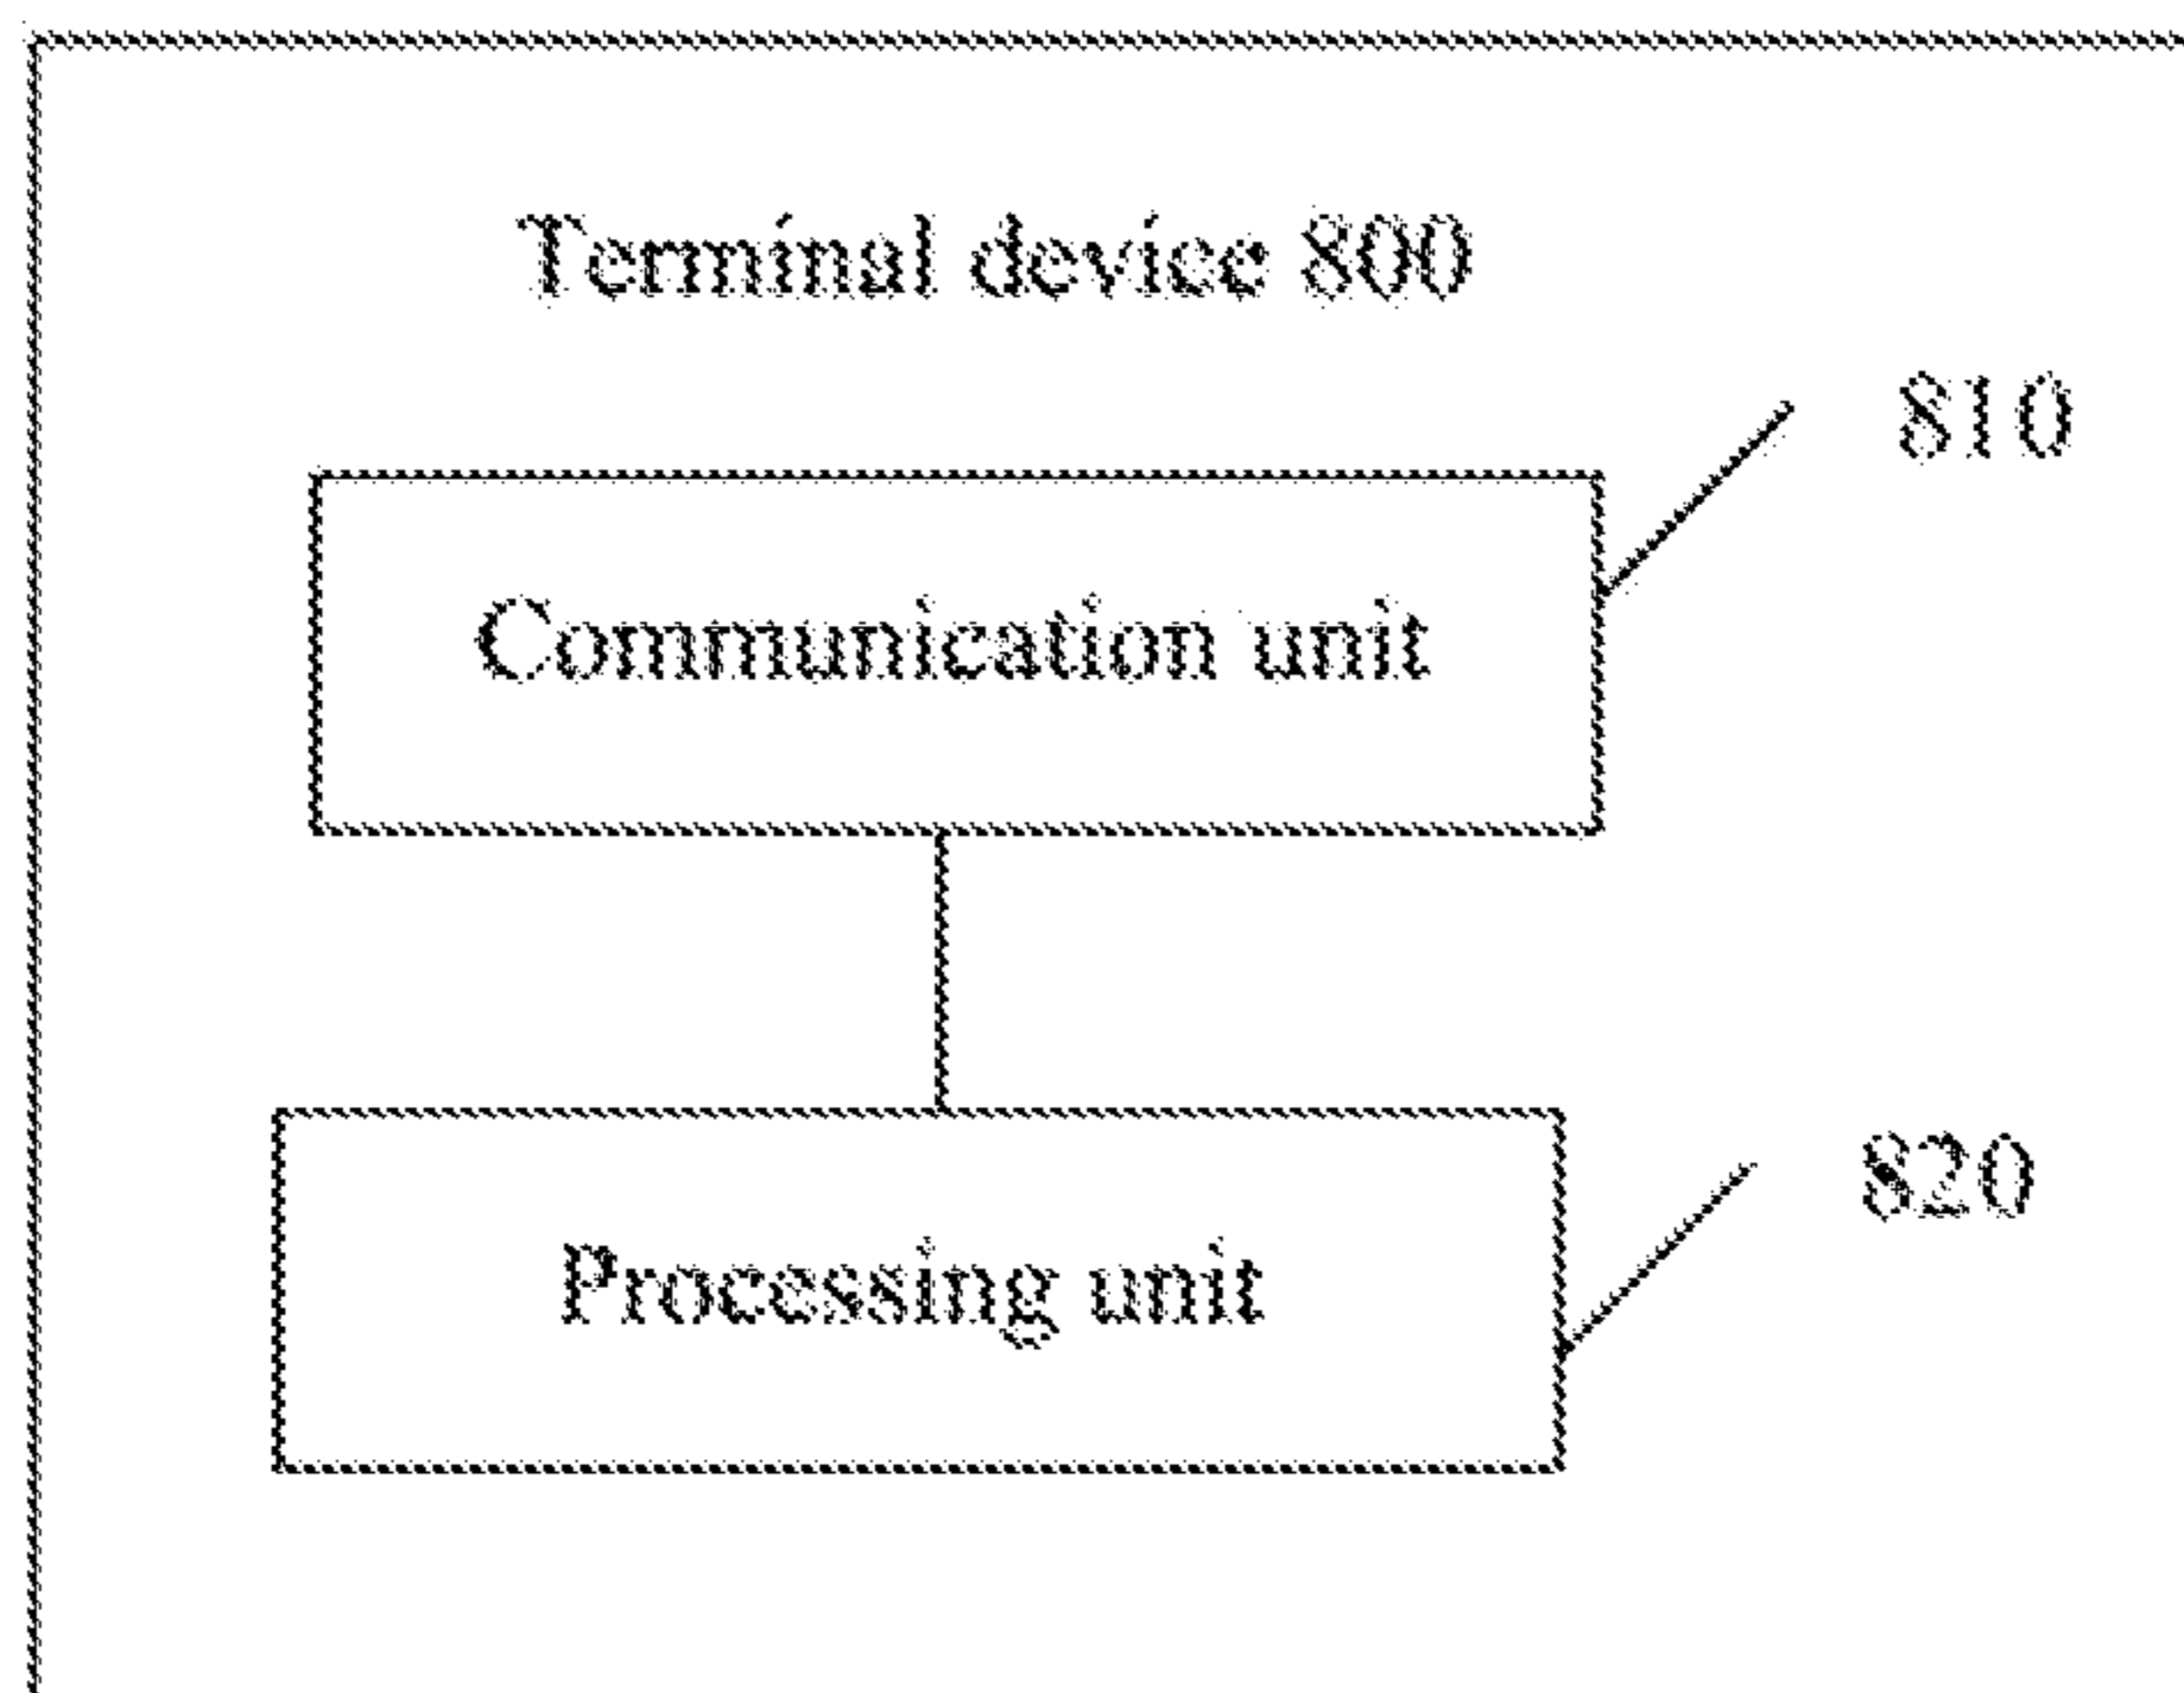 Terminal device 800
810
Communication unit
820
Processing unit